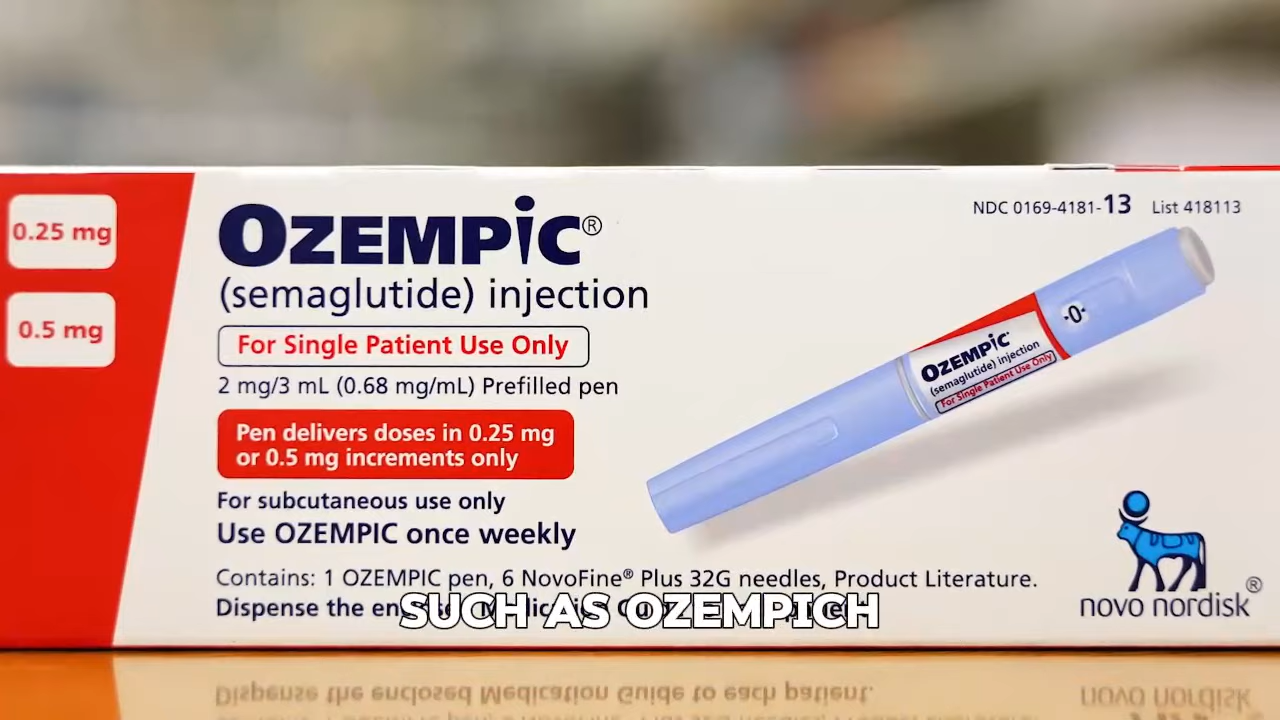 0.25 mg
0.5 mg
OZEMPIC®
(semaglutide) injection
For Single Patient Use Only
2 mg/3 mL (0.68 mg/mL) Prefilled pen
Pen delivers doses in 0.25 mg
or 0.5 mg increments only
For subcutaneous use only
Use OZEMPIC once weekly
Contains: 1 OZEMPIC pen, 6 NovoFine® Plus 32G needles, Product Literature.
Dispense the
SUCH AS OZEMPICH
NDC 0169-4181-13 List 418113
-0-
OZEMPIC®
(semaglutide) injection
For Single Patient Use Only
novo nordisk®
Dispense the enclosed Medication Guide to each patient.
novo nordisk